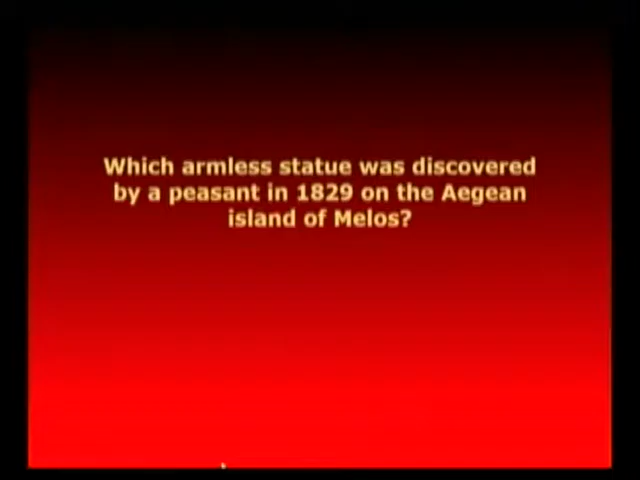 Which armless statue was discovered
by a peasant in 1829 on the Aegean
island of Melos?